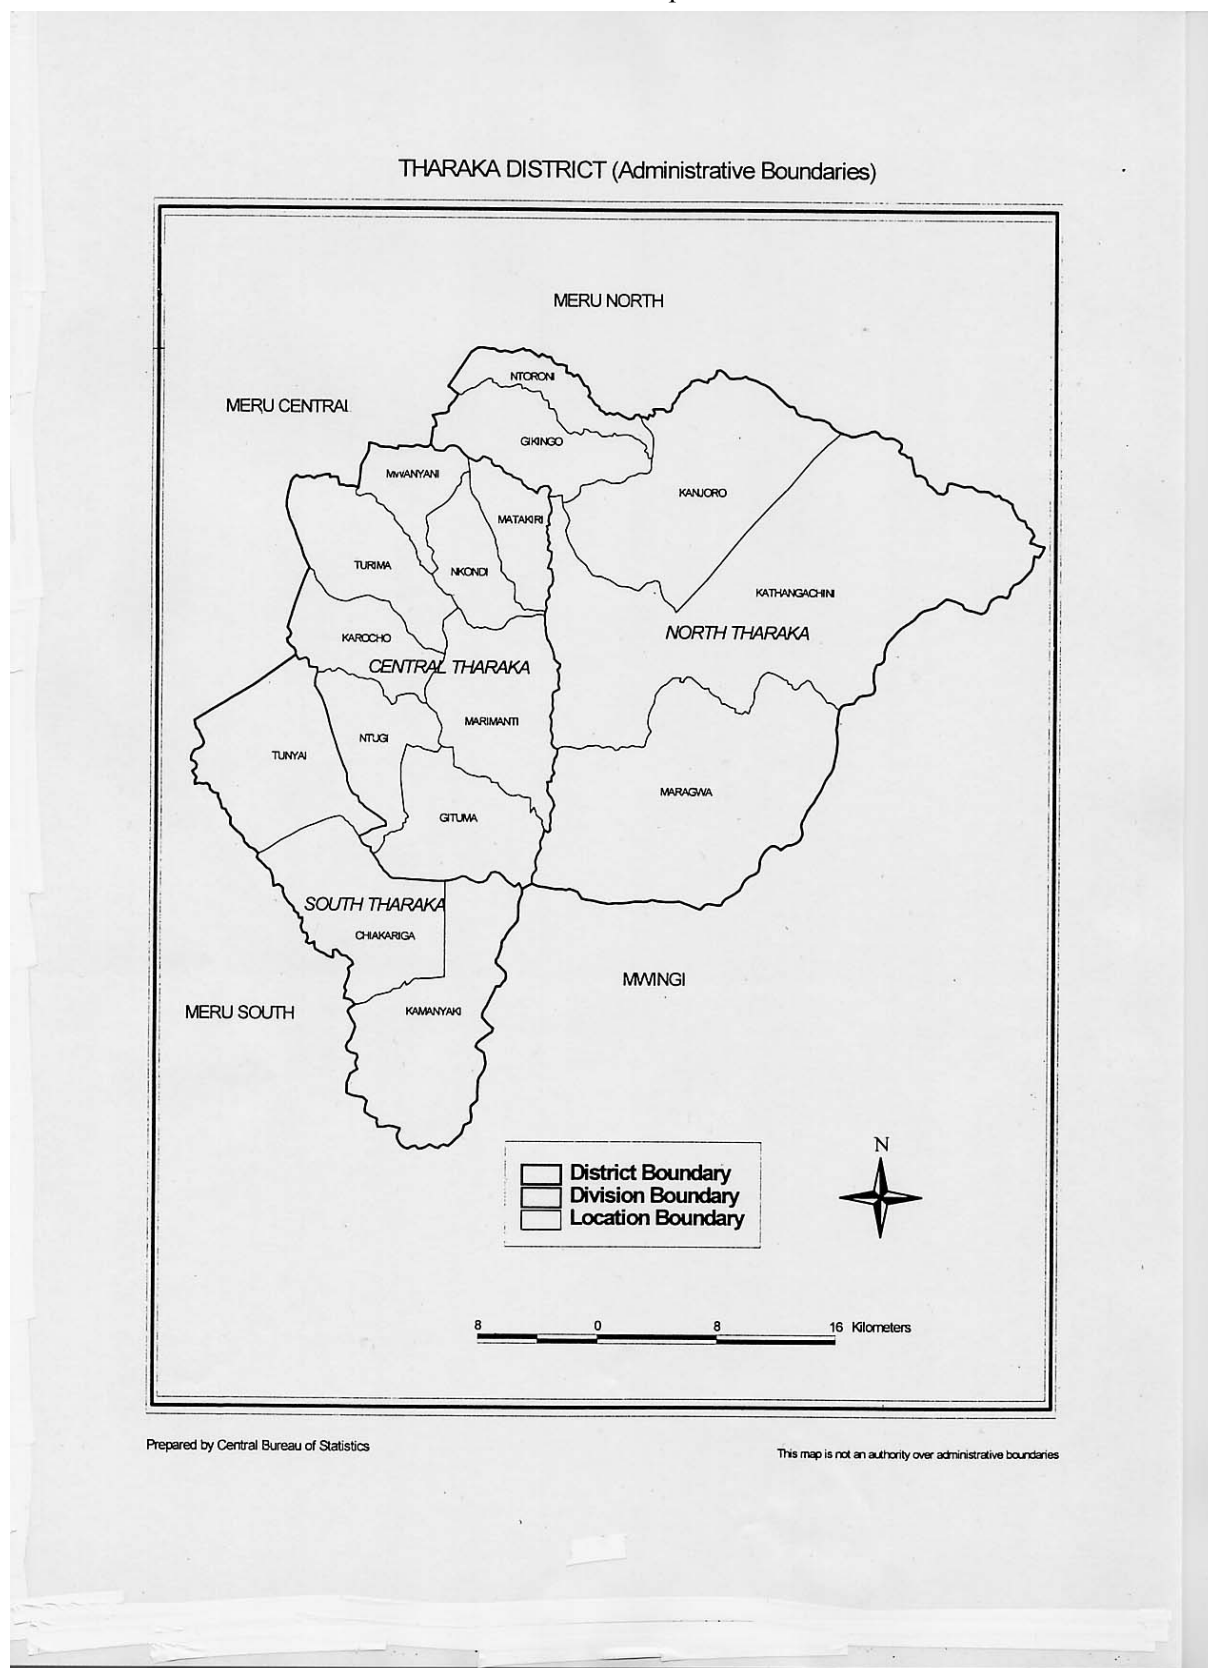 THARAKA DISTRICT (Administrative Boundaries)
MERU NORTH
NTORONI
MERU CENTRAL
GIKINGO
MwANYANI
KANJORO
MATAKIRI
TURIMA
NKONDI
KATHANGACHINI
NORTH THARAKA
KAROCHO
CENTRAL THARAKA
MARIMANTI
NTUGI
TUNYAI
MARAGWA
GITUMA
SOUTH THARAKA
CHIAKARIGA
MWINGI
MERU SOUTH
KAMANYAKI
N
District Boundary
Division Boundary
Location Boundary
8 0 8 16 Kilometers
Prepared by Central Bureau of Statistics
This map is not an authority over administrative boundaries